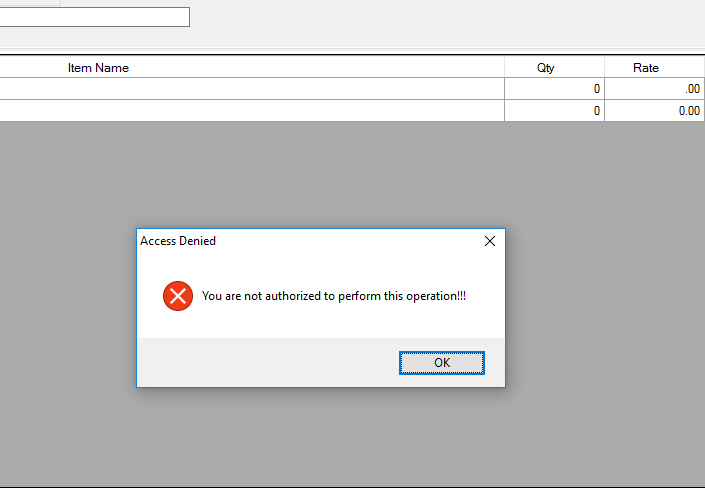 Item Name Qty Rate
0 .00
0 0.00
Access Denied
You are not authorized to perform this operation!!!
OK